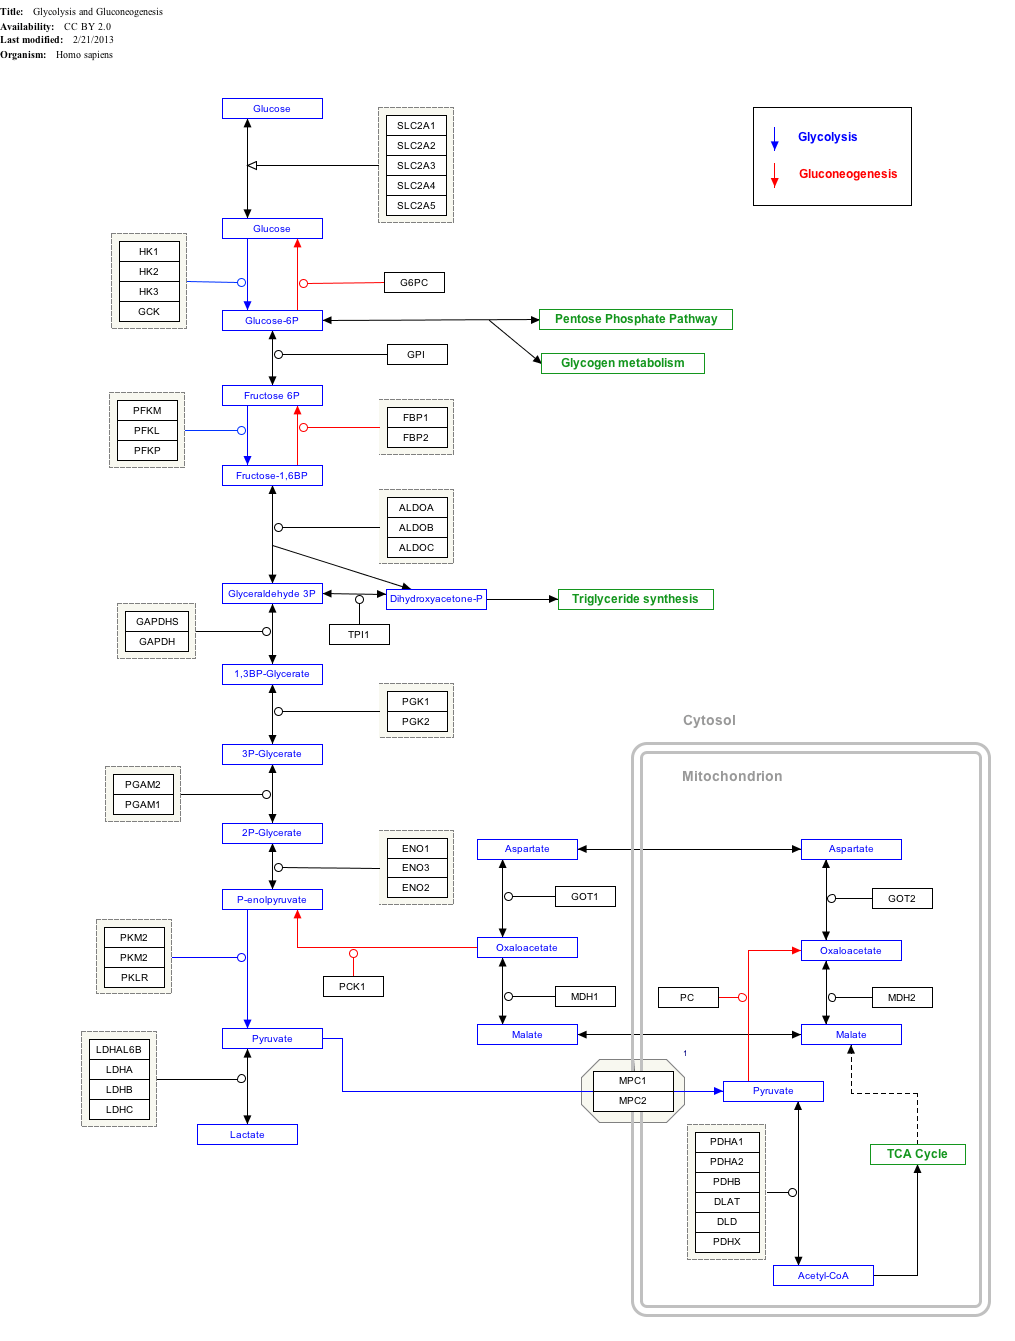 Title: Glycolysis and Gluconeogenesis
Availability: CC BY 2.0
Last modified: 2/21/2013
Organism: Homo sapiens
Glucose
SLC2A1
SLC2A2
SLC2A3
SLC2A4
SLC2A5
Glycolysis
Gluconeogenesis
Glucose
HK1
HK2
HK3
GCK
G6PC
Glucose-6P
Pentose Phosphate Pathway
Glycogen metabolism
GPI
Fructose 6P
PFKM
PFKL
PFKP
FBP1
FBP2
Fructose-1,6BP
ALDOA
ALDOB
ALDOC
Glyceraldehyde 3P
Dihydroxyacetone-P
Triglyceride synthesis
TPI1
GAPDHS
GAPDH
1,3BP-Glycerate
PGK1
PGK2
3P-Glycerate
PGAM2
PGAM1
2P-Glycerate
ENO1
ENO3
ENO2
P-enolpyruvate
Cytosol
Mitochondrion
Aspartate
Aspartate
GOT1
GOT2
Oxaloacetate
Oxaloacetate
PKM2
PKM2
PKLR
PCK1
MDH1
PC
MDH2
Pyruvate
Malate
Malate
LDHAL6B
LDHA
LDHB
LDHC
1
MPC1
MPC2
Pyruvate
Lactate
PDHA1
PDHA2
PDHB
DLAT
DLD
PDHX
TCA Cycle
Acetyl-CoA